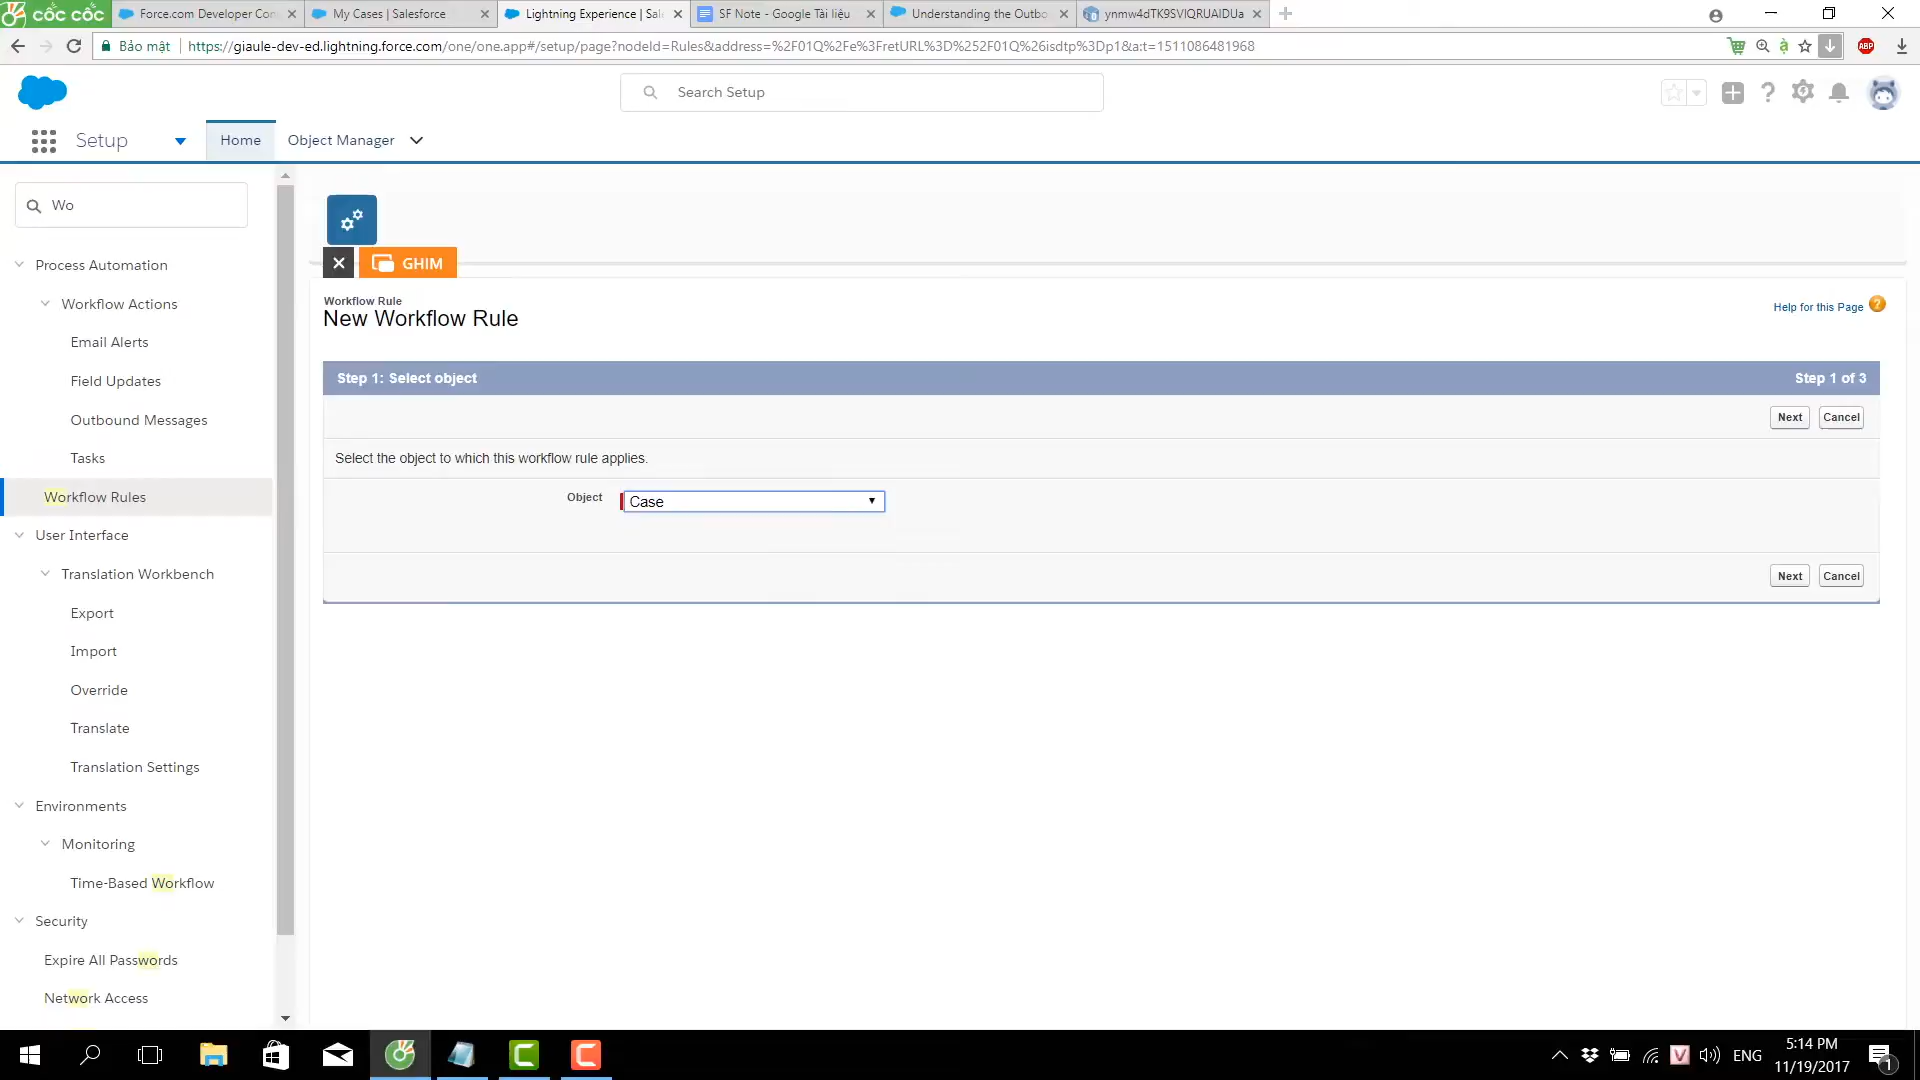 cốc cốc
Force.com Developer Con
My Cases | Salesforce
Lightning Experience | Sal
SF Note - Google Tài liệu
Understanding the Outbo
ynmw4dTK9SVIQRUAIDUa
Bảo mật
https://giaule-dev-ed.lightning.force.com/one/one.app#/setup/page?nodeId=Rules&address=%2F01Q%2Fe%3FretURL%3D%252F01Q%26isdtp%3Dp1&a:t=1511086481968
ABP
Search Setup
Setup
Home
Object Manager
Wo
Process Automation
Workflow Actions
Email Alerts
Field Updates
Outbound Messages
Tasks
Workflow Rules
User Interface
Translation Workbench
Export
Import
Override
Translate
Translation Settings
Environments
Monitoring
Time-Based Workflow
Security
Expire All Passwords
Network Access
GHIM
Workflow Rule
New Workflow Rule
Help for this Page
Step 1: Select object
Step 1 of 3
Next
Cancel
Select the object to which this workflow rule applies.
Object
Case
Next
Cancel
ENG
5:14 PM
11/19/2017
1